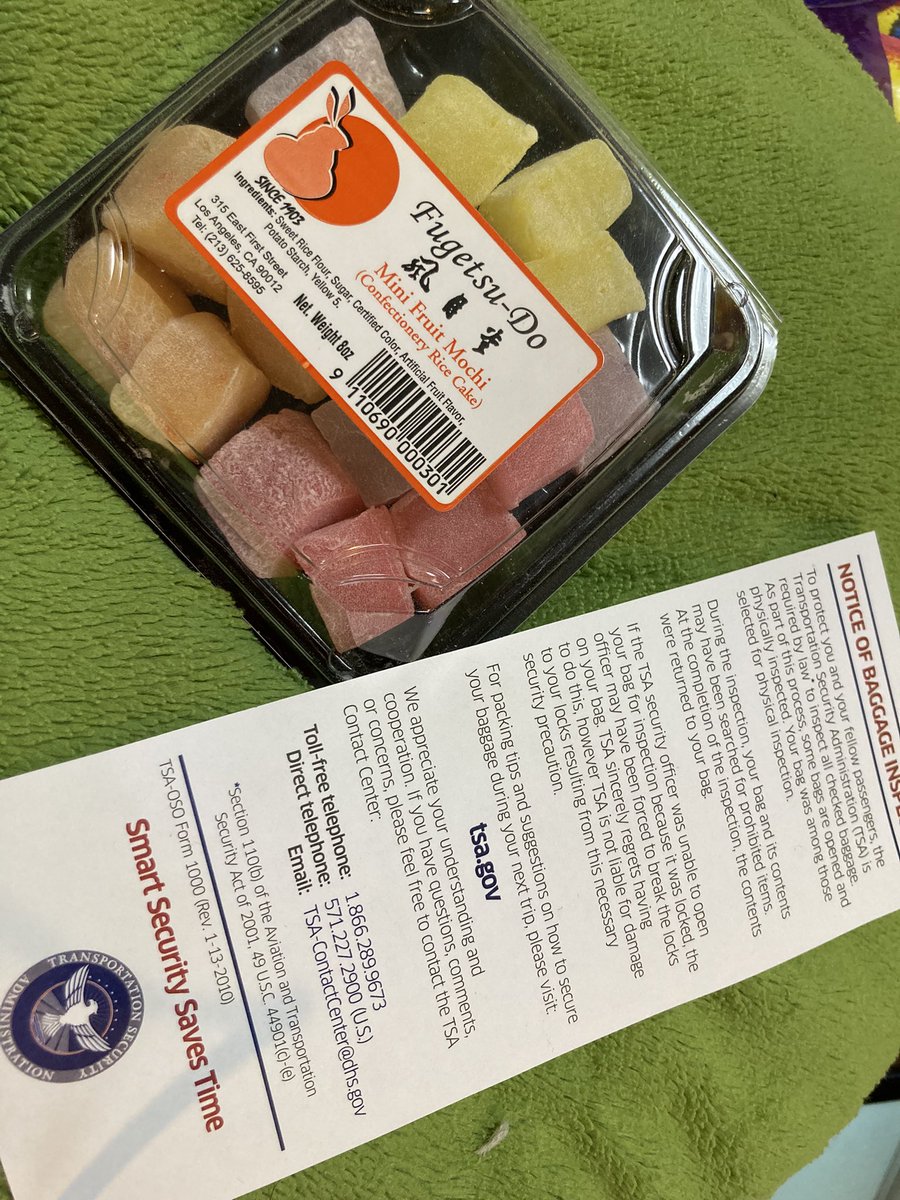 SINCE 1903
Fugetsu-Do
風月堂
Mini Fruit Mochi
(Confectionery Rice Cake)
Ingredients: Sweet Rice Flour, Sugar, Certified Color, Artificial Fruit Flavor,
Potato Starch, Yellow 5.
315 East First Street
Los Angeles, CA 90012
Tel: (213) 625-8595
Net. Weight 8oz
9 110690 000301
NOTICE OF BAGGAGE INSPE
To protect you and your fellow passengers, the
Transportation Security Administration (TSA) is
required by law* to inspect all checked baggage.
As part of this process, some bags are opened and
physically inspected. Your bag was among those
selected for physical inspection.
During the inspection, your bag and its contents
may have been searched for prohibited items.
At the completion of the inspection, the contents
were returned to your bag.
If the TSA security officer was unable to open
your bag for inspection because it was locked, the
officer may have been forced to break the locks
on your bag. TSA sincerely regrets having
to do this, however TSA is not liable for damage
to your locks resulting from this necessary
security precaution.
For packing tips and suggestions on how to secure
your baggage during your next trip, please visit:
tsa.gov
We appreciate your understanding and
cooperation. If you have questions, comments,
or concerns, please feel free to contact the TSA
Contact Center:
Toll-free telephone: 1.866.289.9673
Direct telephone: 571.227.2900 (U.S.)
Email: TSA-ContactCenter@dhs.gov
*Section 110(b) of the Aviation and Transportation
Security Act of 2001, 49 U.S.C. 44901(c)-(e)
TSA-OSO Form 1000 (Rev. 1-13-2010)
Smart Security Saves Time
TRANSPORTATION SECURITY ADMINISTRATION